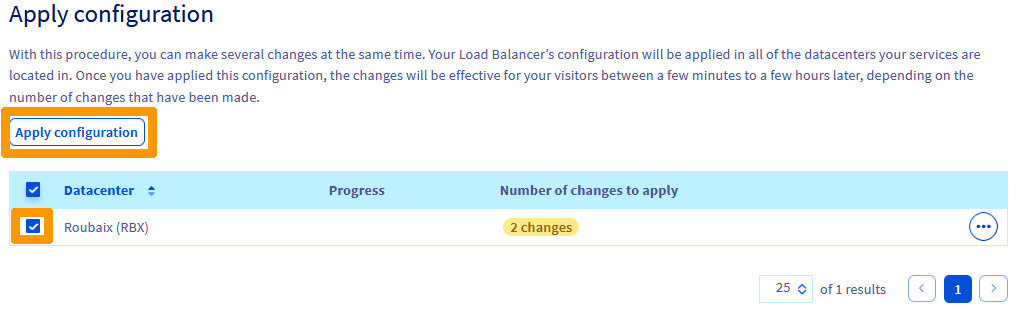 Apply configuration
With this procedure, you can make several changes at the same time. Your Load Balancer’s configuration will be applied in all of the datacenters your services are
located in. Once you have applied this configuration, the changes will be effective for your visitors between a few minutes to a few hours later, depending on the
number of changes that have been made.
Apply configuration
Datacenter Progress Number of changes to apply
Roubaix (RBX) 2 changes
25 of 1 results 1